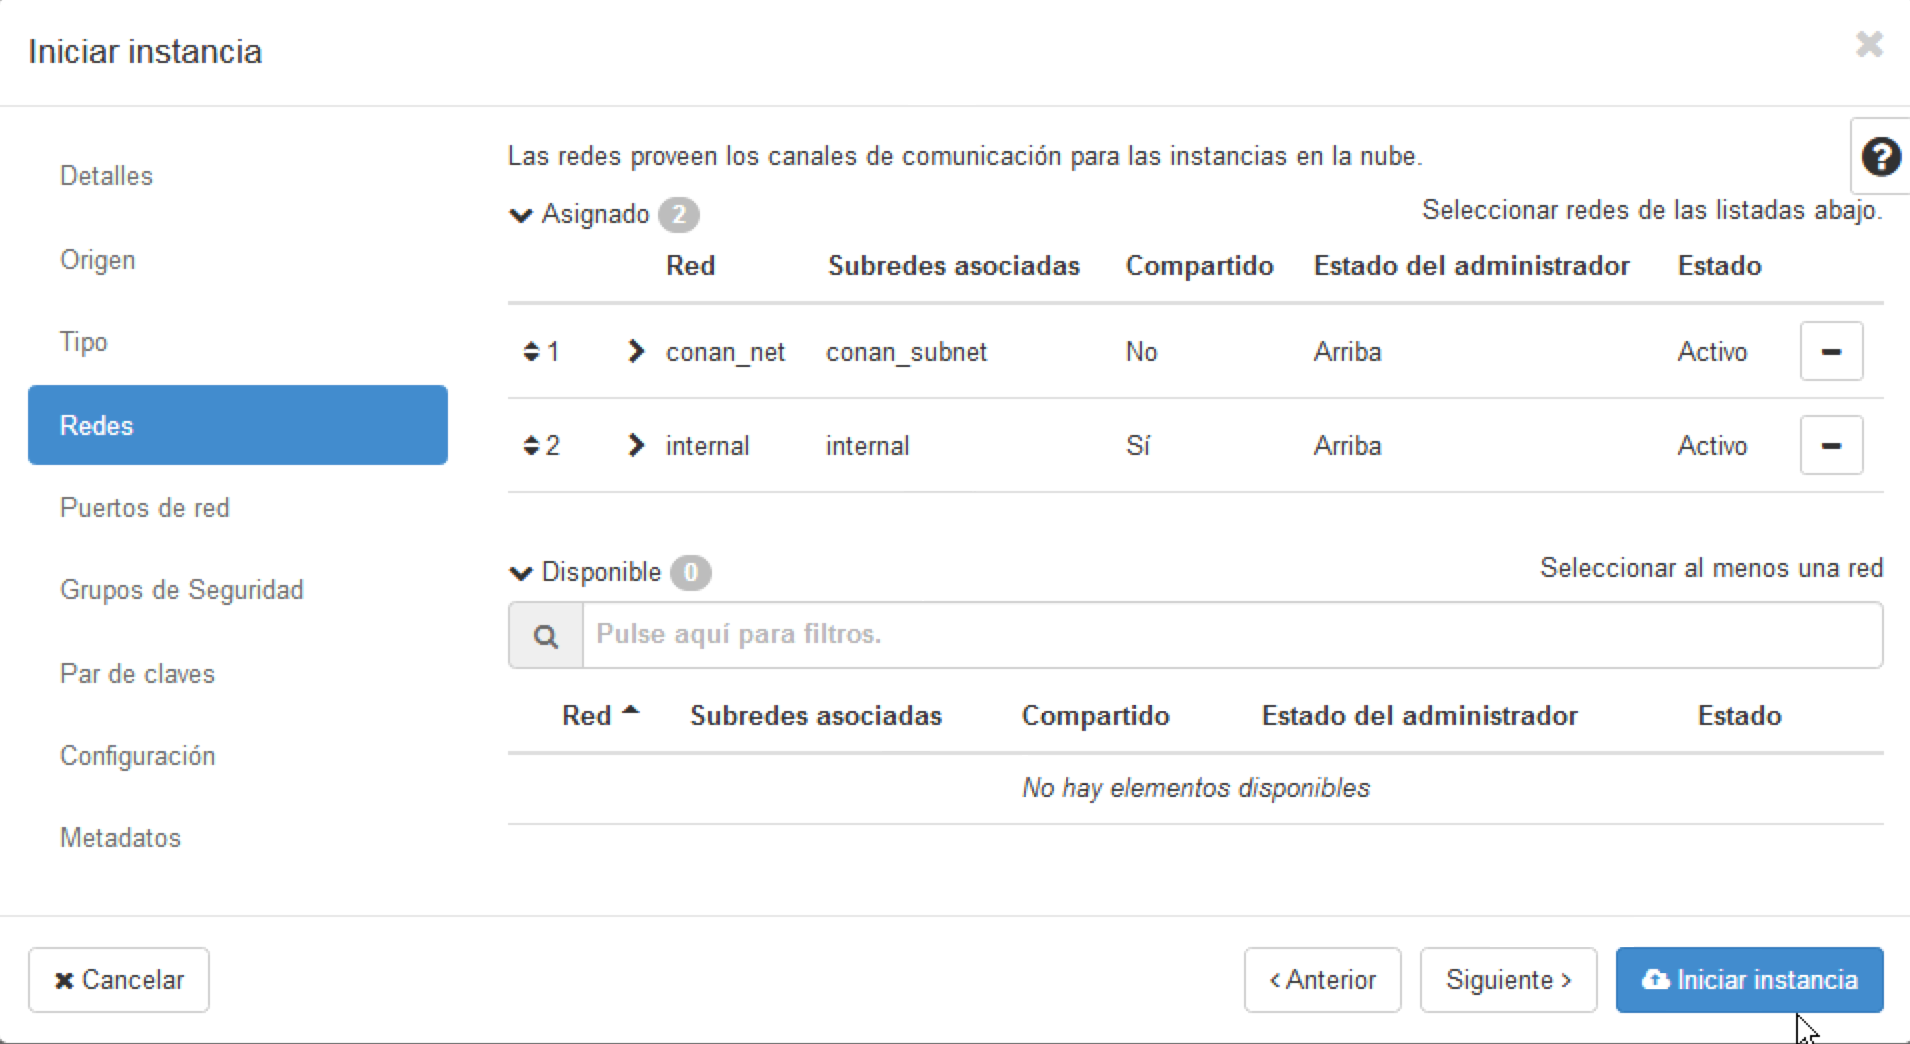 Iniciar instancia
Detalles
Origen
Tipo
Redes
Puertos de red
Grupos de Seguridad
Par de claves
Configuración
Metadatos
Las redes proveen los canales de comunicación para las instancias en la nube.
Asignado 2
Seleccionar redes de las listadas abajo.
Red Subredes asociadas Compartido Estado del administrador Estado
1 conan_net conan_subnet No Arriba Activo
2 internal internal Sí Arriba Activo
Disponible 0
Seleccionar al menos una red
Pulse aquí para filtros.
Red Subredes asociadas Compartido Estado del administrador Estado
No hay elementos disponibles
Cancelar
< Anterior
Siguiente >
Iniciar instancia